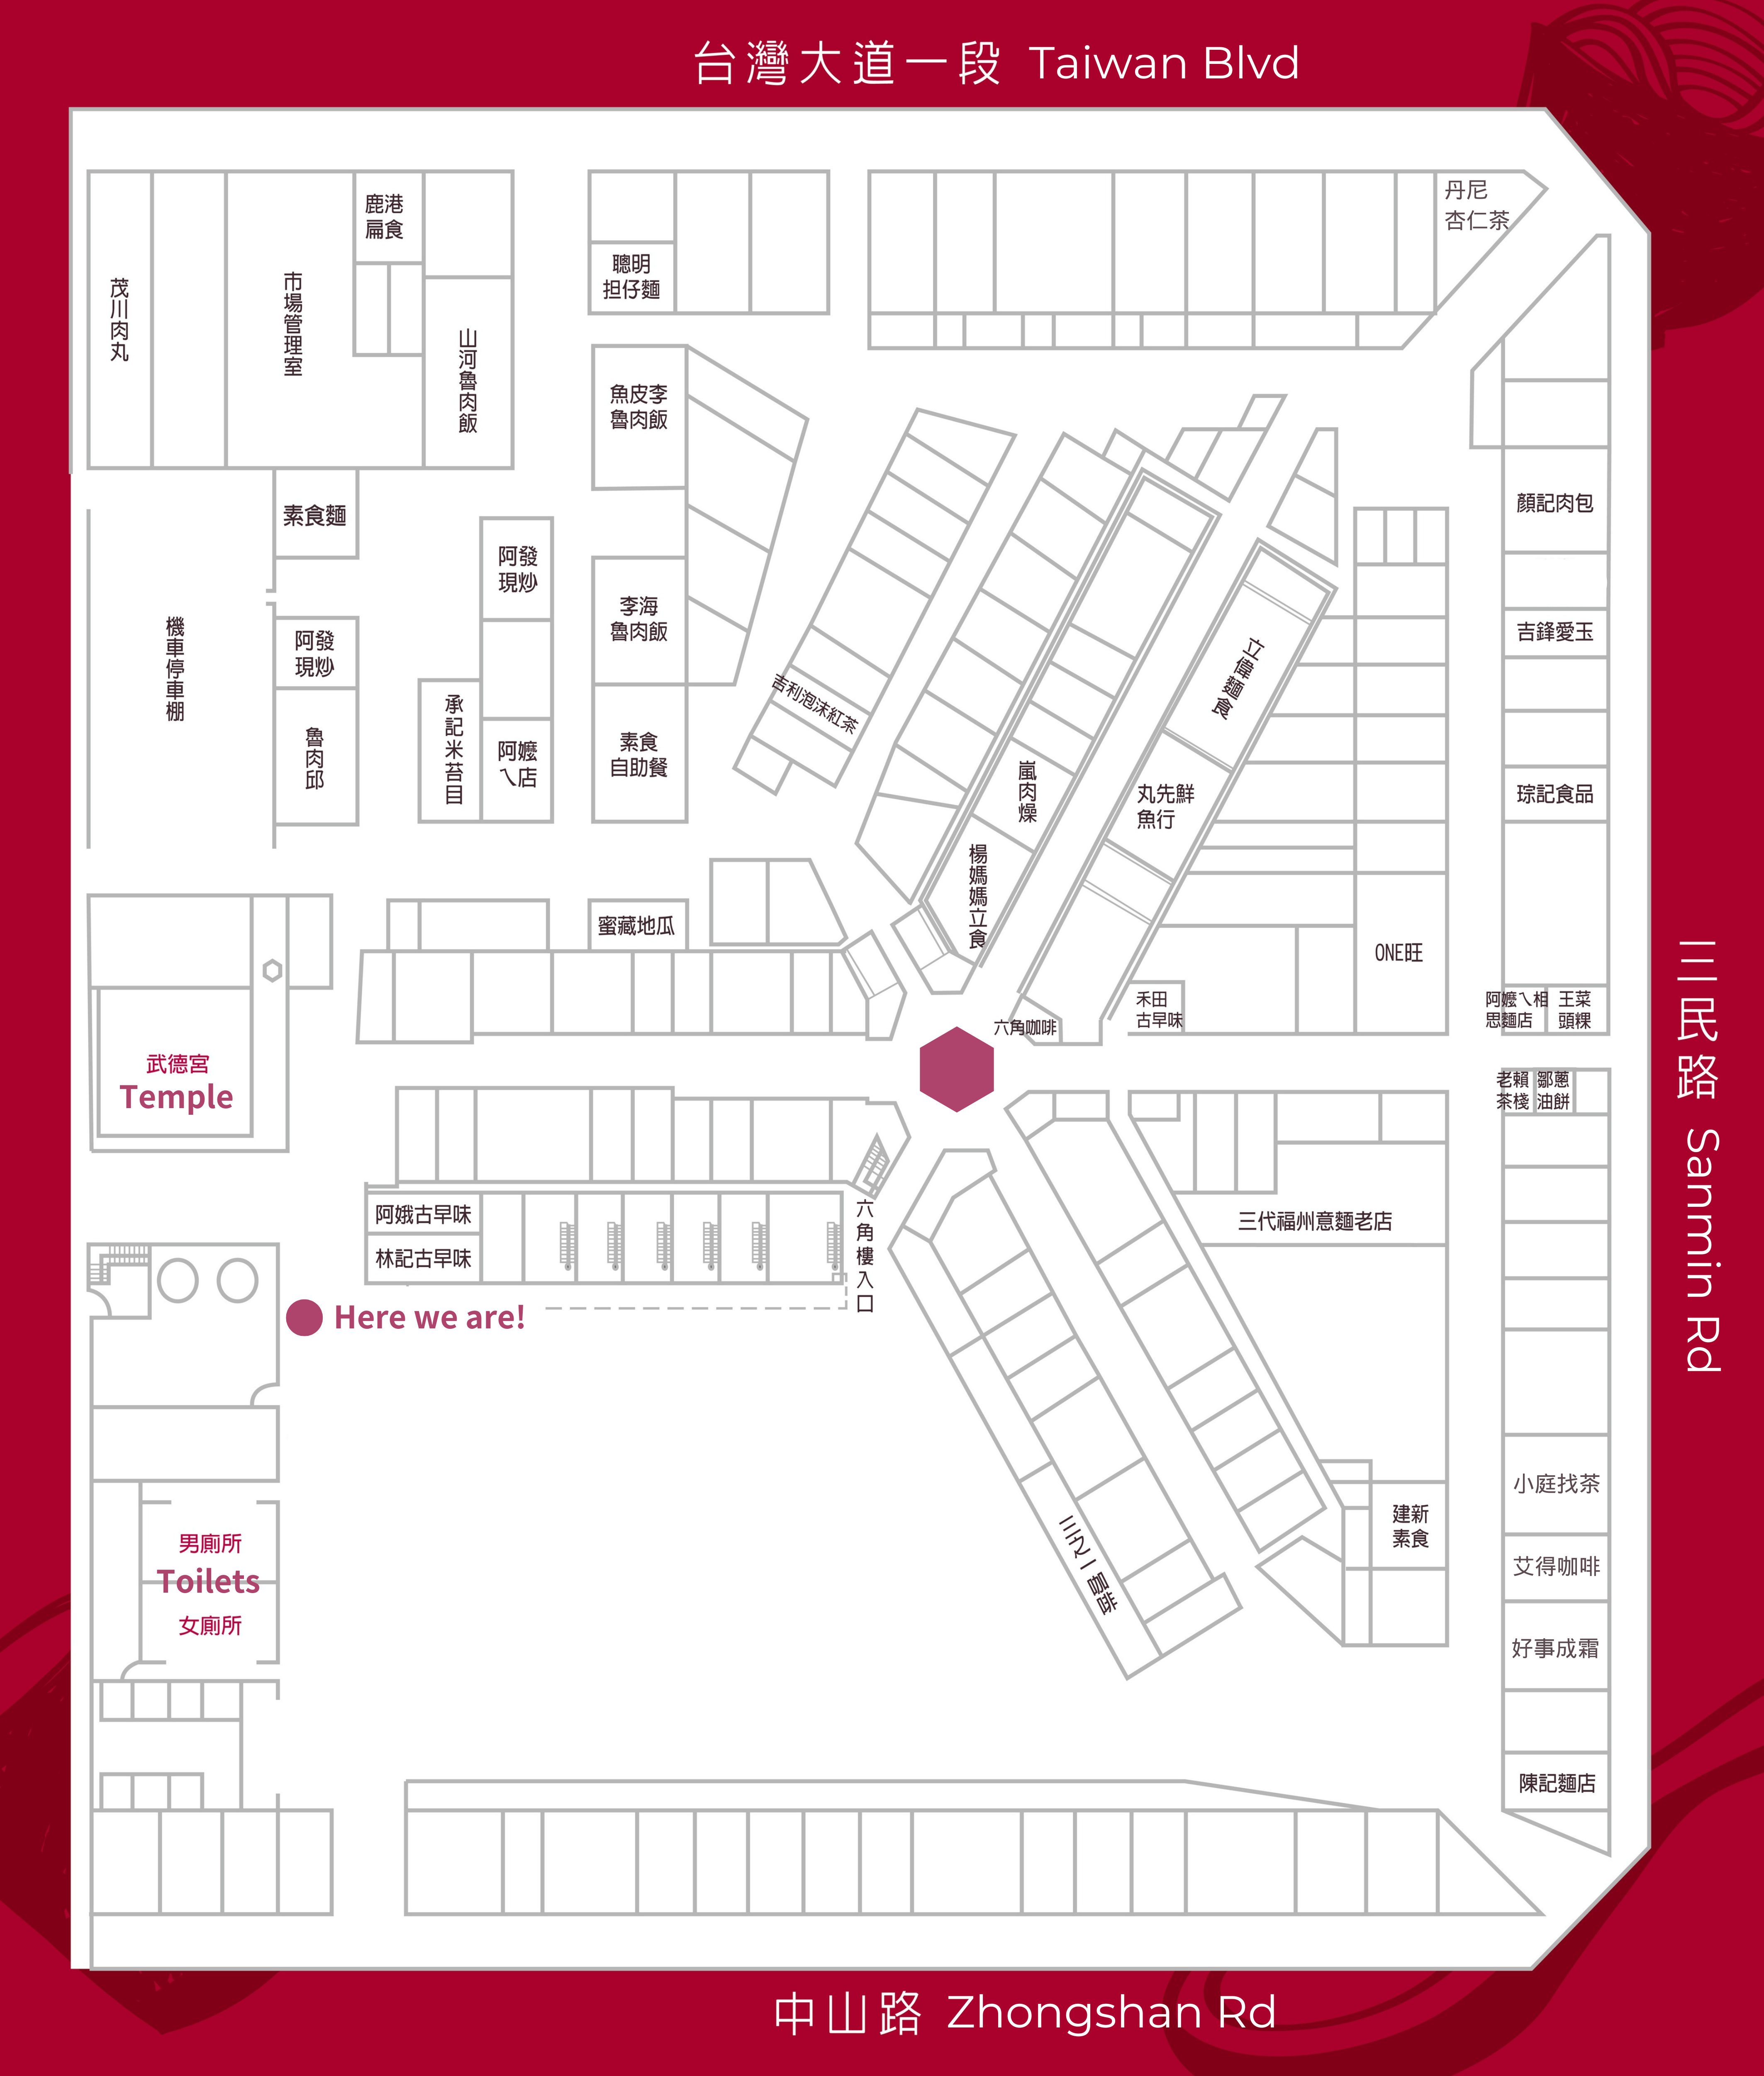 台灣大道一段 Taiwan Blvd
丹尼
杏仁茶
鹿港
扁食
聰明
担仔麵
茂川肉丸
市場管理室
山河魯肉飯
魚皮李
魯肉飯
顏記肉包
素食麵
阿發
現炒
李海
魯肉飯
吉鋒愛玉
機車停車棚
阿發
現炒
立偉麵食
吉利泡沫紅茶
承記米苔目
魯肉邱
阿嬤
ㄟ店
素食
自助餐
嵐肉燥
丸先鮮
魚行
琮記食品
楊媽媽立食
蜜藏地瓜
ONE旺
禾田
古早味
阿嬤ㄟ相
思麵店
王菜
頭粿
六角咖啡
三民路 Sanmin Rd
武德宮
Temple
老賴
茶棧
鄒蔥
油餅
阿娥古早味
林記古早味
六角樓入口
三代福州意麵老店
Here we are!
小庭找茶
建新
素食
艾得咖啡
男廁所
Toilets
女廁所
好事成霜
陳記麵店
中山路 Zhongshan Rd